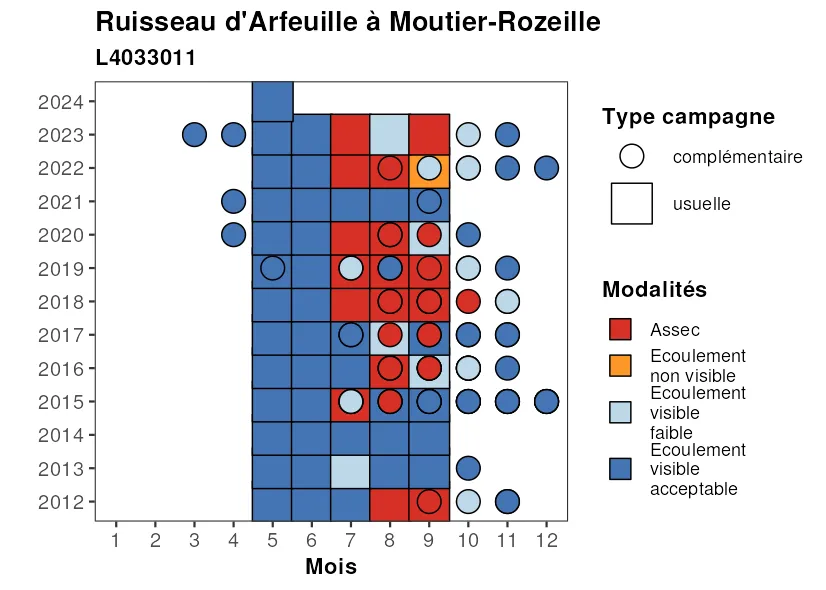 Ruisseau d'Arfeuille à Moutier-Rozeille
L4033011
2024
2023
2022
2021
2020
2019
2018
2017
2016
2015
2014
2013
2012
1 2 3 4 5 6 7 8 9 10 11 12
Mois
Type campagne
complémentaire
usuelle
Modalités
Assec
Ecoulement
non visible
Ecoulement
visible
faible
Ecoulement
visible
acceptable